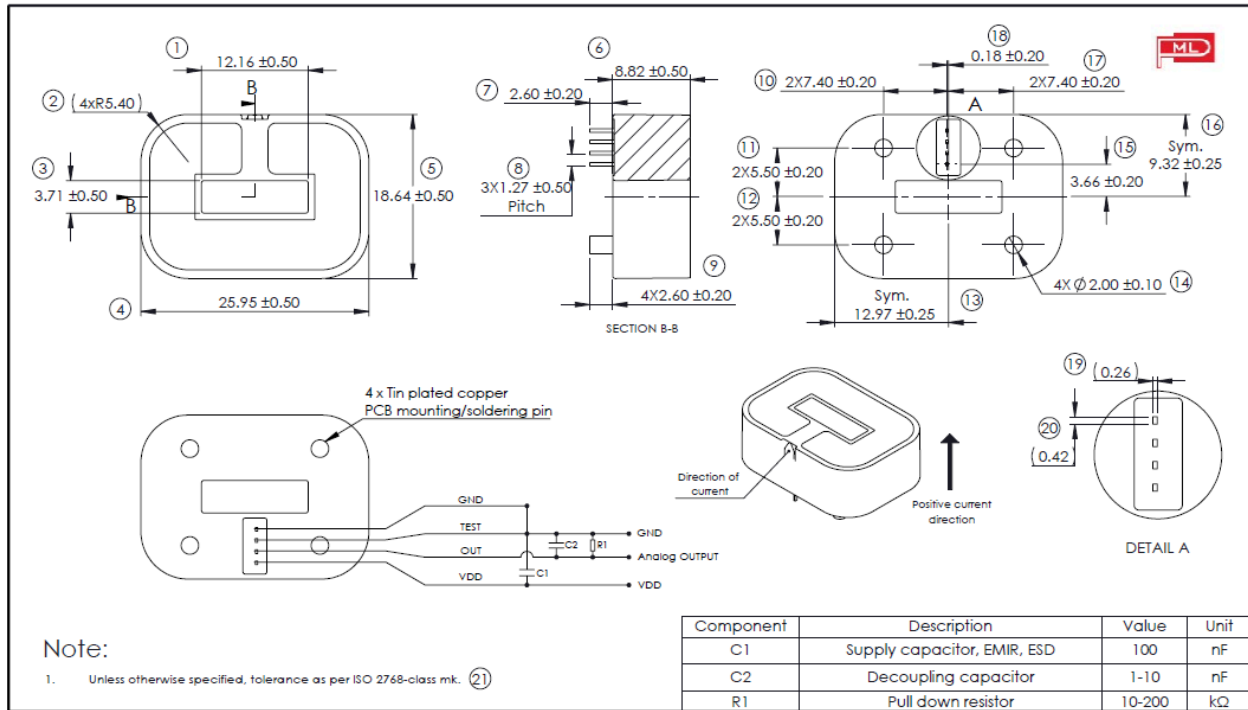 ML
1
12.16 ±0.50
B
2
(4xR5.40)
3
3.71 ±0.50
B
4
25.95 ±0.50
5
18.64 ±0.50
6
8.82 ±0.50
7
2.60 ±0.20
8
3X1.27 ±0.50
Pitch
9
4X2.60 ±0.20
SECTION B-B
18
0.18 ±0.20
10
2X7.40 ±0.20
17
2X7.40 ±0.20
A
11
2X5.50 ±0.20
12
2X5.50 ±0.20
15
3.66 ±0.20
16
Sym.
9.32 ±0.25
4X Ø 2.00 ±0.10
14
Sym.
13
12.97 ±0.25
4 x Tin plated copper
PCB mounting/soldering pin
GND
TEST
OUT
VDD
C2
R1
C1
GND
Analog OUTPUT
VDD
Direction of
current
Positive current
direction
19
(0.26)
20
(0.42)
DETAIL A
Note:
1. Unless otherwise specified, tolerance as per ISO 2768-class mk. 21
Component Description Value Unit
C1 Supply capacitor, EMIR, ESD 100 nF
C2 Decoupling capacitor 1-10 nF
R1 Pull down resistor 10-200 kΩ